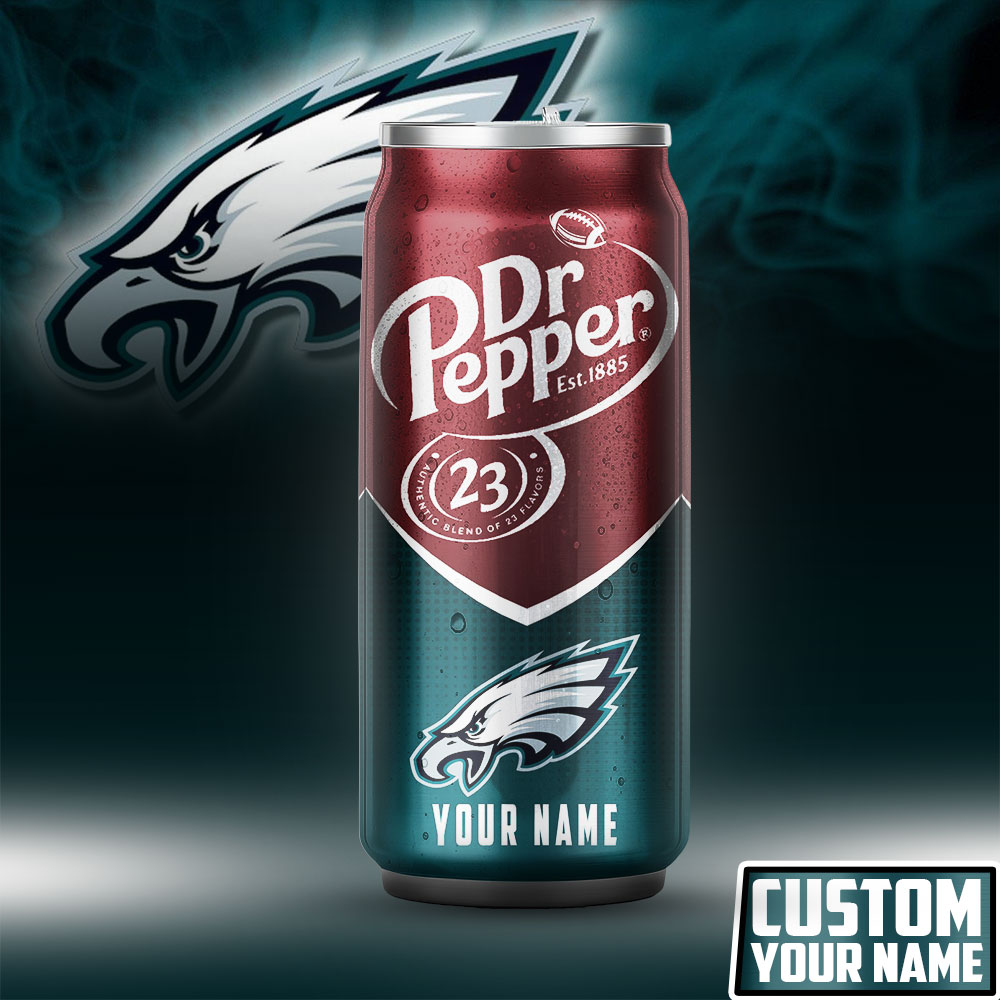 Dr
Pepper
®
Est.1885
23
AUTHENTIC BLEND OF 23 FLAVORS
YOUR NAME
CUSTOM
YOUR NAME